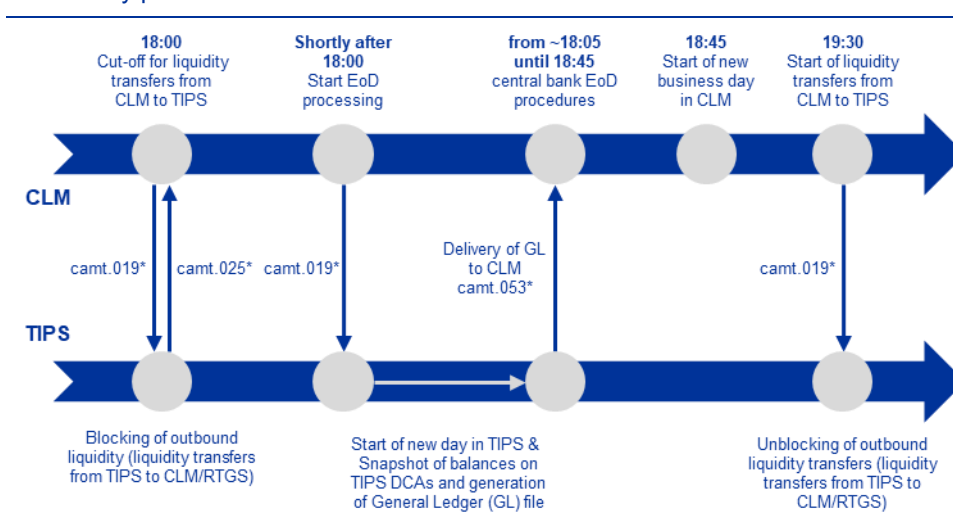 18:00
Cut-off for liquidity
transfers from
CLM to TIPS
Shortly after
18:00
Start EoD
processing
from ~18:05
until 18:45
central bank EoD
procedures
18:45
Start of new
business day
in CLM
19:30
Start of liquidity
transfers from
CLM to TIPS
CLM
camt.019*
camt.025*
camt.019*
Delivery of GL
to CLM
camt.053*
camt.019*
TIPS
Blocking of outbound
liquidity (liquidity transfers
from TIPS to CLM/RTGS)
Start of new day in TIPS &
Snapshot of balances on
TIPS DCAs and generation
of General Ledger (GL) file
Unblocking of outbound
liquidity transfers (liquidity
transfers from TIPS to
CLM/RTGS)